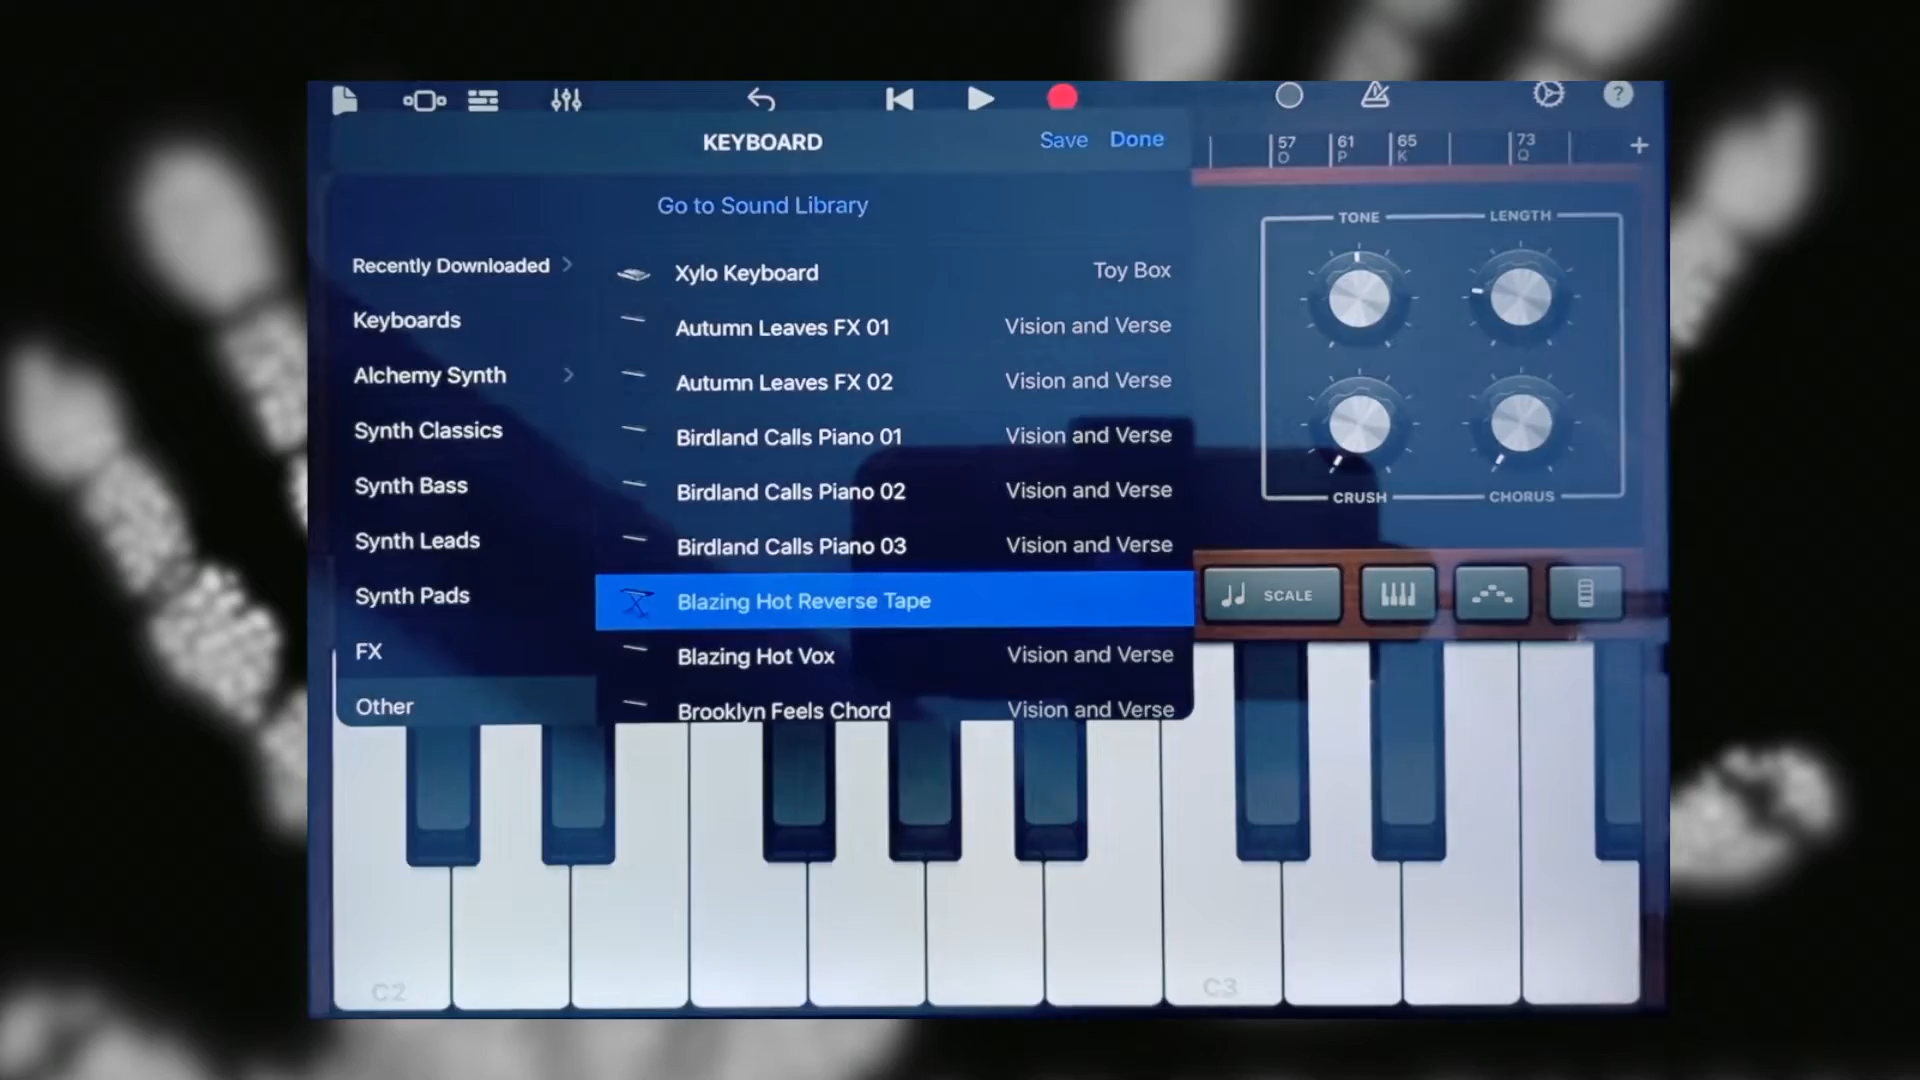 ?
KEYBOARD Save Done
57 61 65 73 +
O P K Q
Go to Sound Library
TONE LENGTH
Recently Downloaded
Keyboards
Alchemy Synth
Synth Classics
Synth Bass
Synth Leads
Synth Pads
FX
Other
Xylo Keyboard Toy Box
Autumn Leaves FX 01 Vision and Verse
Autumn Leaves FX 02 Vision and Verse
Birdland Calls Piano 01 Vision and Verse
Birdland Calls Piano 02 Vision and Verse
Birdland Calls Piano 03 Vision and Verse
Blazing Hot Reverse Tape
Blazing Hot Vox Vision and Verse
Brooklyn Feels Chord Vision and Verse
CRUSH CHORUS
SCALE
C2 C3